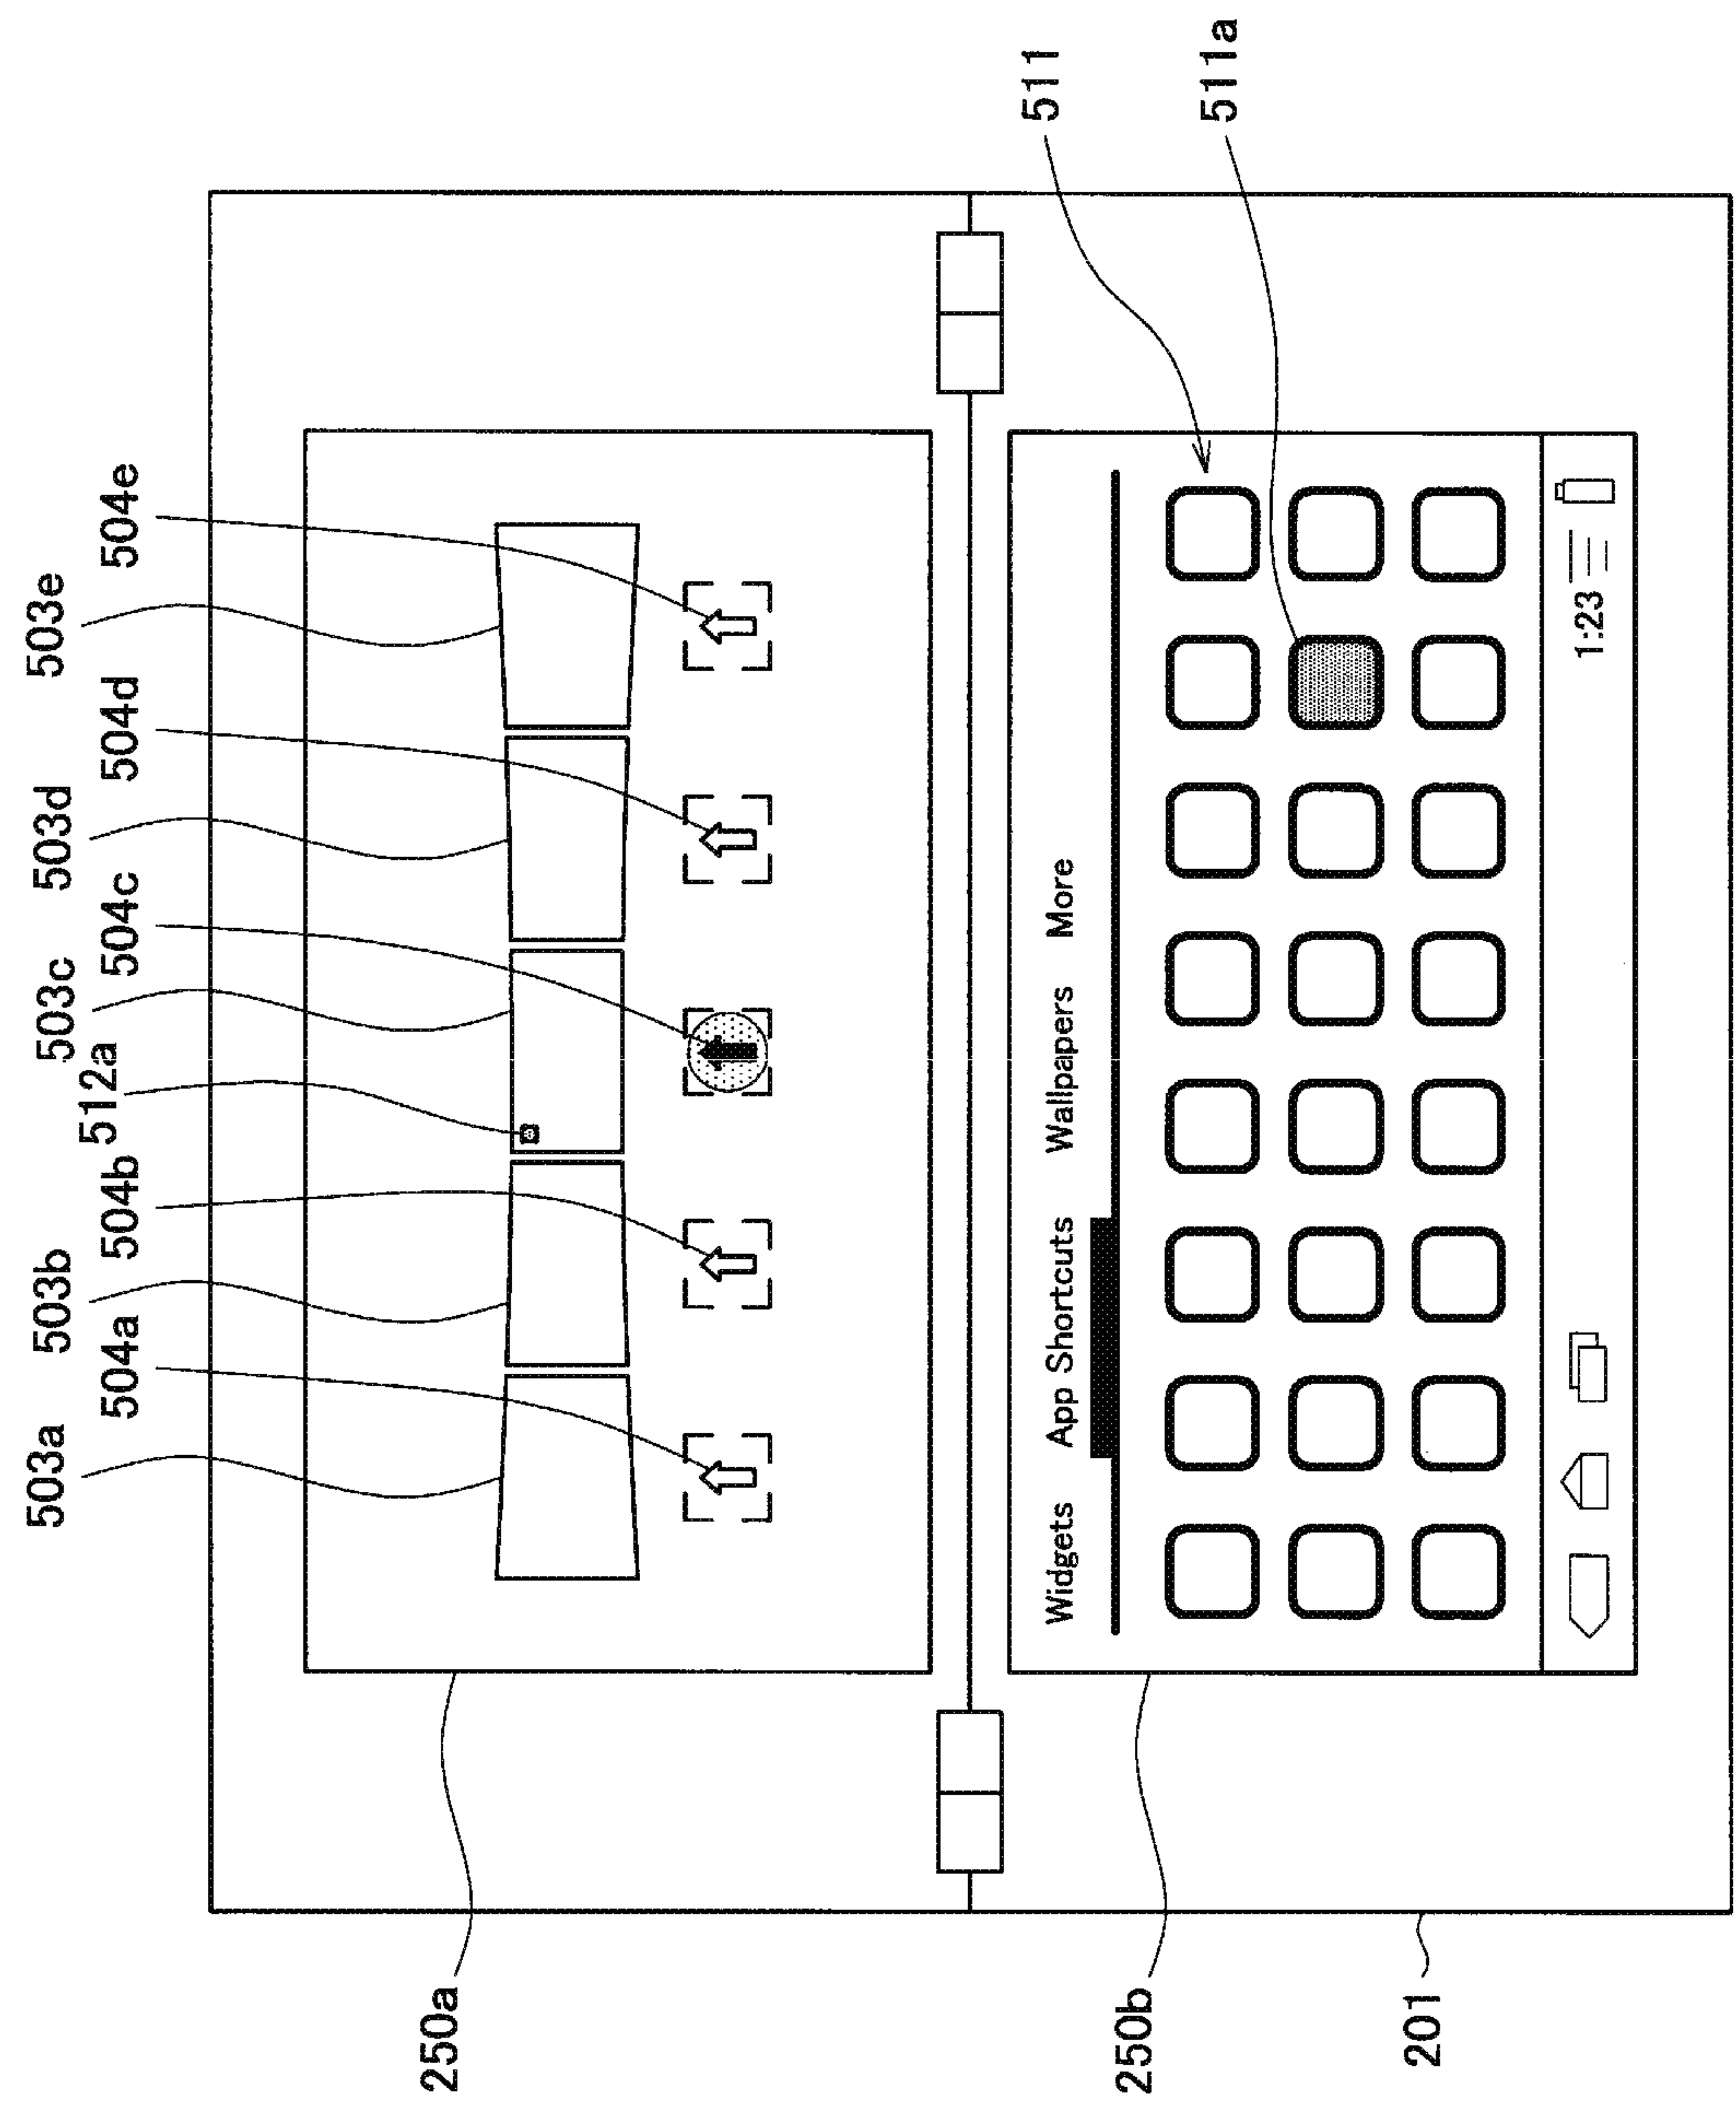 503a
503b
503c
503d
503e
504a
504b
512a
504c
504d
504e
250a
250b
201
Widgets App Shortcuts Wallpapers More
511
511a
1:23